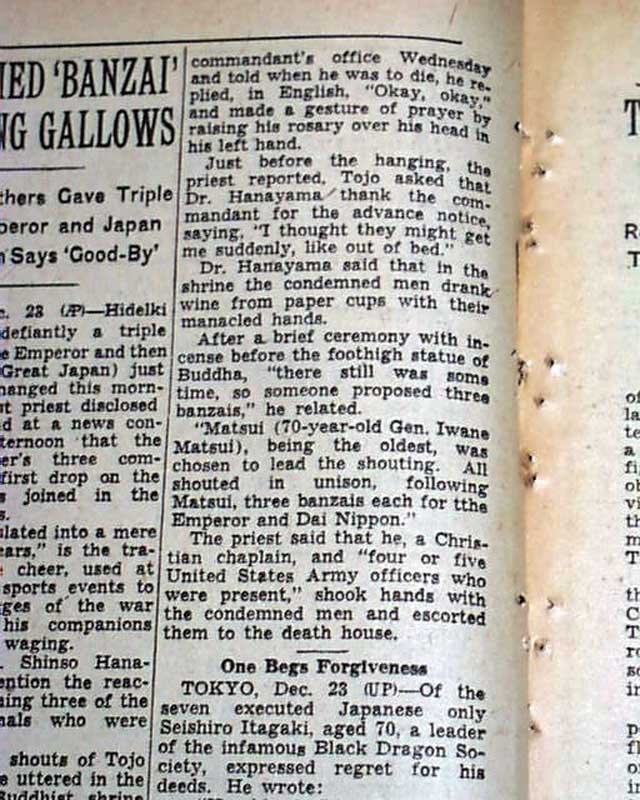 IED 'BANZAI'
NG GALLOWS
thers Gave Triple
peror and Japan
Says 'Good-By'
c. 23 (AP)—Hidelki
defiantly a triple
e Emperor and then
Great Japan) just
hanged this morn-
t priest disclosed
d at a news con-
ternoon that the
er's three com-
first drop on the
s joined in the
s.
ulated into a mere
ears," is the tra-
cheer, used at
sports events to
ges of the war
his companions
waging.
. Shinso Hana-
ention the reac-
ing three of the
nals who were
shouts of Tojo
e uttered in the
Buddhist shrine
commandant's office Wednesday
and told when he was to die, he re-
plied, in English, "Okay, okay,"
and made a gesture of prayer by
raising his rosary over his head in
his left hand.
Just before the hanging, the
priest reported, Tojo asked that
Dr. Hanayama thank the com-
mandant for the advance notice,
saying, "I thought they might get
me suddenly, like out of bed."
Dr. Hanayama said that in the
shrine the condemned men drank
wine from paper cups with their
manacled hands.
After a brief ceremony with in-
cense before the foothigh statue of
Buddha, "there still was some
time, so someone proposed three
banzais," he related.
"Matsui (70-year-old Gen. Iwane
Matsui), being the oldest, was
chosen to lead the shouting. All
shouted in unison, following
Matsui, three banzais each for tthe
Emperor and Dai Nippon."
The priest said that he, a Chris-
tian chaplain, and "four or five
United States Army officers who
were present," shook hands with
the condemned men and escorted
them to the death house.
One Begs Forgiveness
TOKYO, Dec. 23 (UP)—Of the
seven executed Japanese only
Seishiro Itagaki, aged 70, a leader
of the infamous Black Dragon So-
ciety, expressed regret for his
deeds. He wrote: